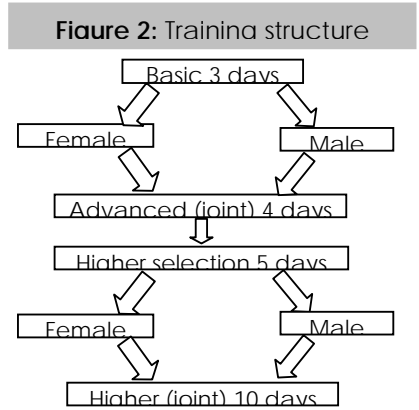 Figure 2: Training structure
Basic 3 days
Female Male
Advanced (joint) 4 days
Higher selection 5 days
Female Male
Higher (joint) 10 days